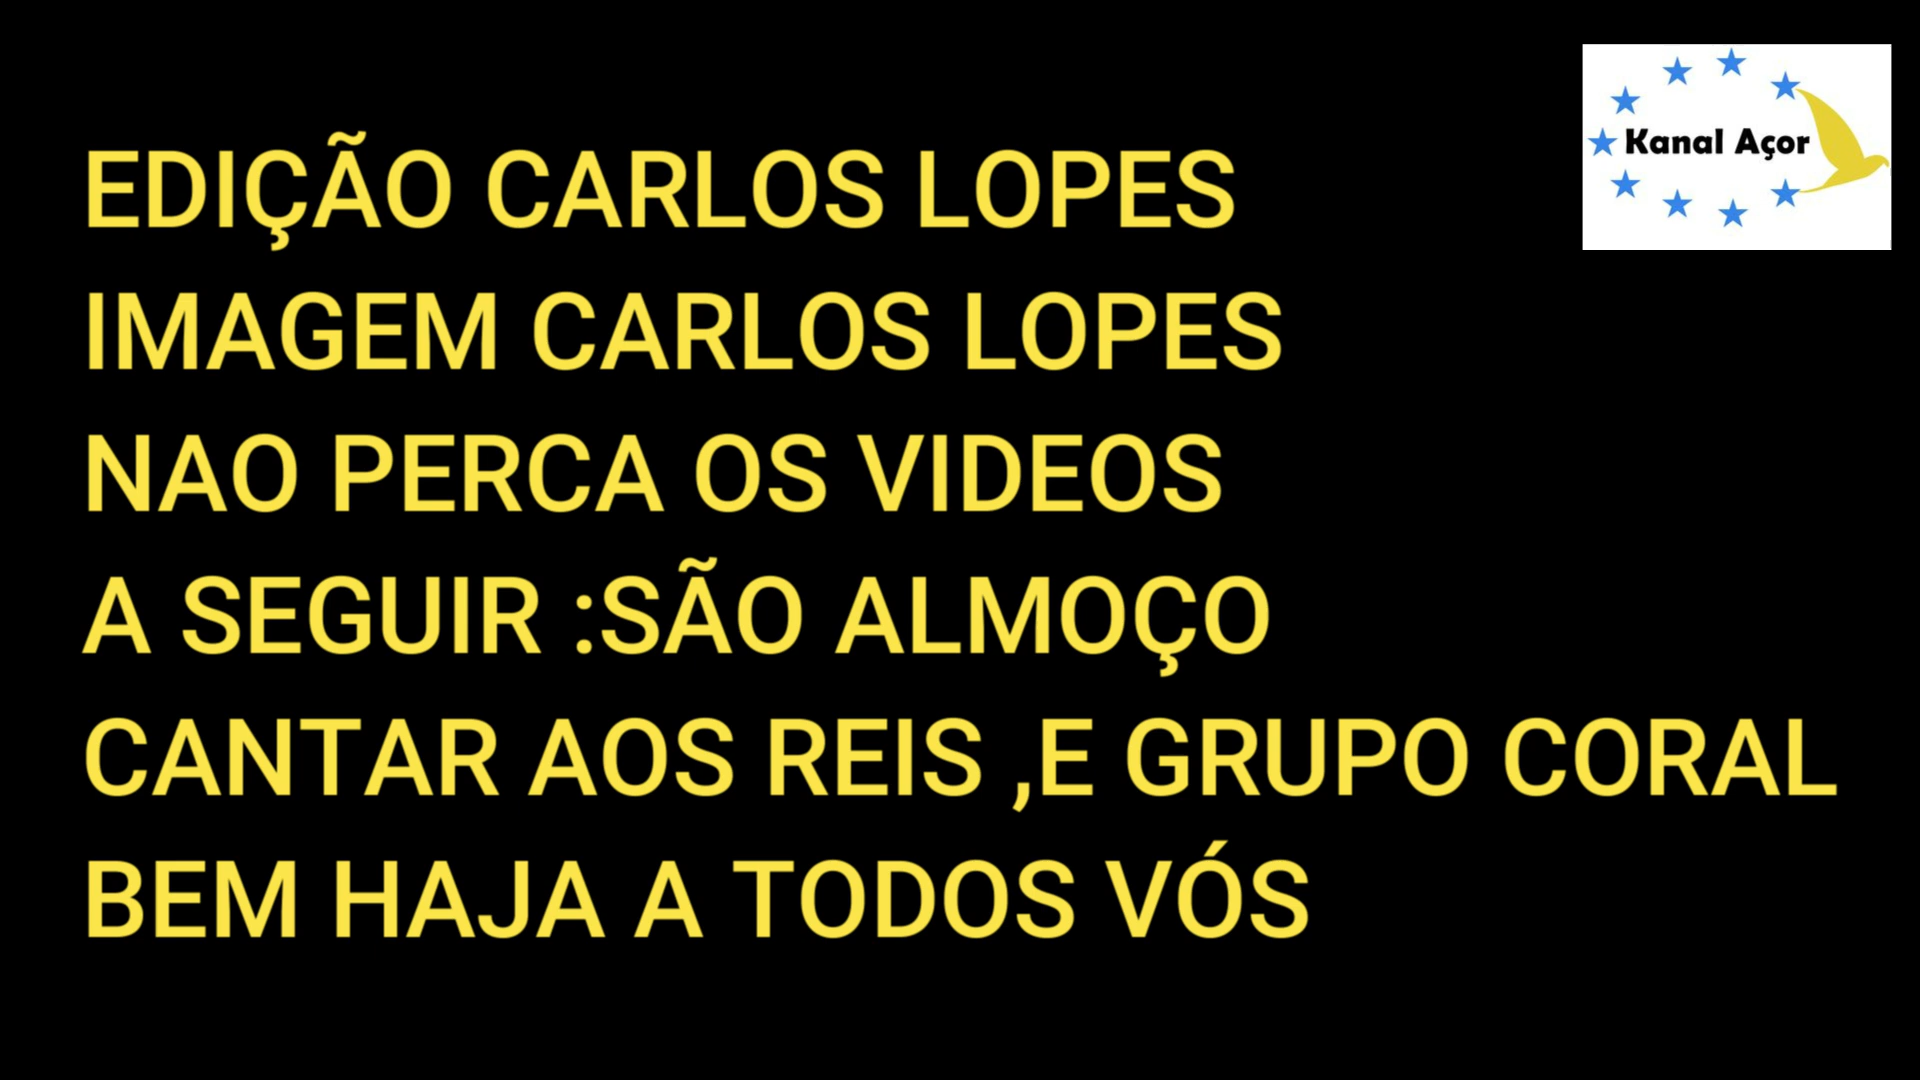 Kanal Açor
EDIÇÃO CARLOS LOPES
IMAGEM CARLOS LOPES
NAO PERCA OS VIDEOS
A SEGUIR :SÃO ALMOÇO
CANTAR AOS REIS ,E GRUPO CORAL
BEM HAJA A TODOS VÓS